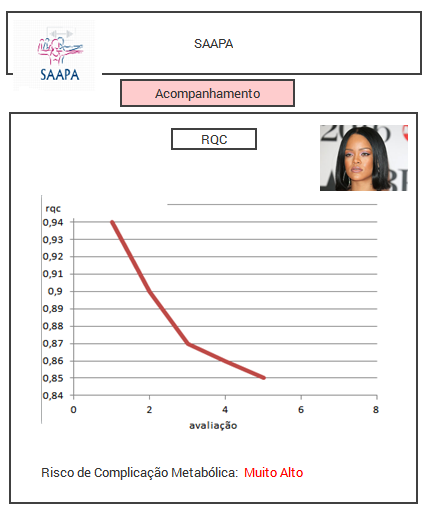 SAAPA
SAAPA
Acompanhamento
RQC
rqc
0,94
0,93
0,92
0,91
0,9
0,89
0,88
0,87
0,86
0,85
0,84
0 2 4 6 8
avaliação
Risco de Complicação Metabólica: Muito Alto